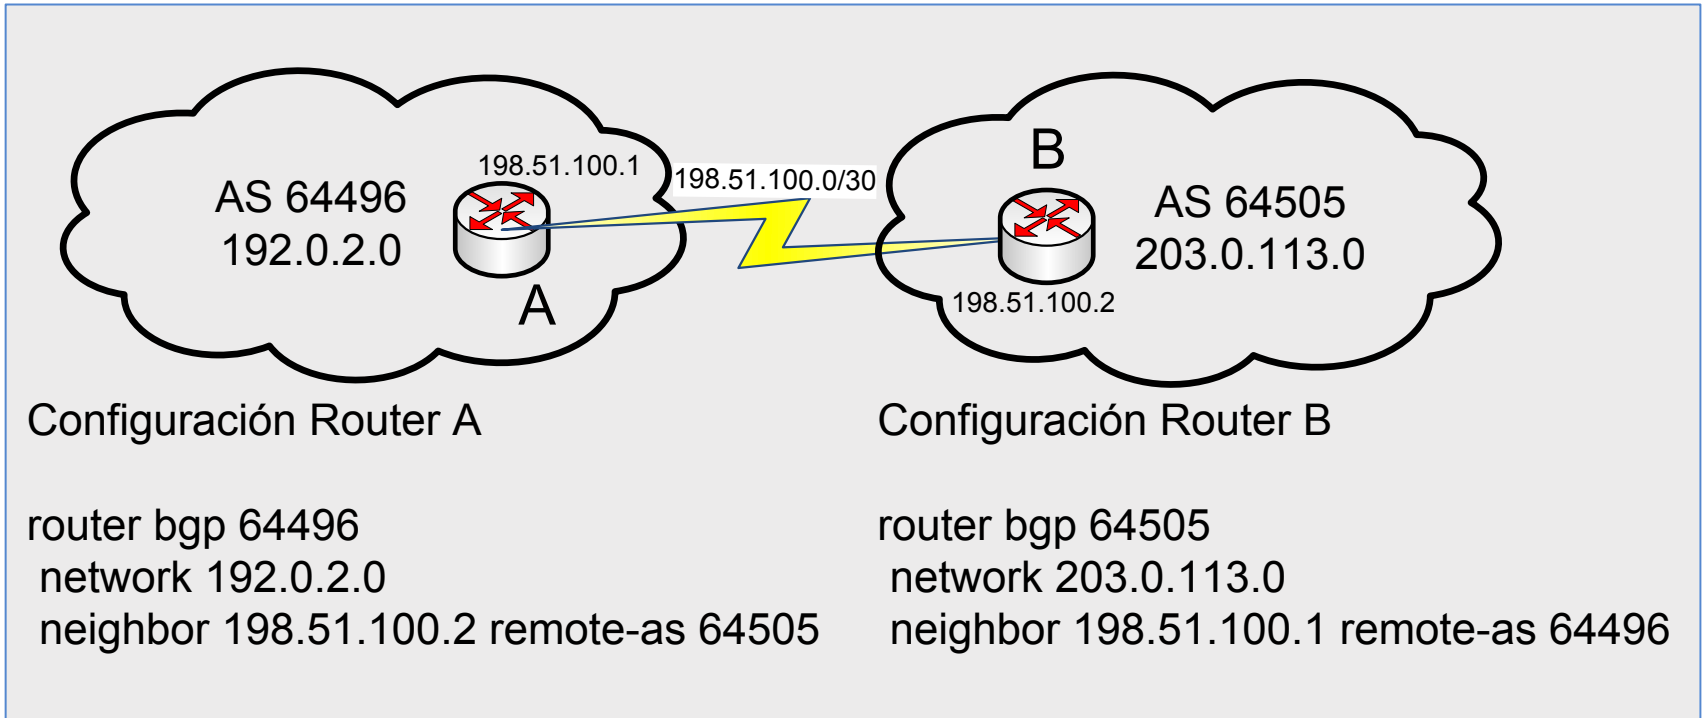 198.51.100.1
198.51.100.0/30
B
AS 64496
192.0.2.0
AS 64505
203.0.113.0
A
198.51.100.2
Configuración Router A
router bgp 64496
network 192.0.2.0
neighbor 198.51.100.2 remote-as 64505
Configuración Router B
router bgp 64505
network 203.0.113.0
neighbor 198.51.100.1 remote-as 64496